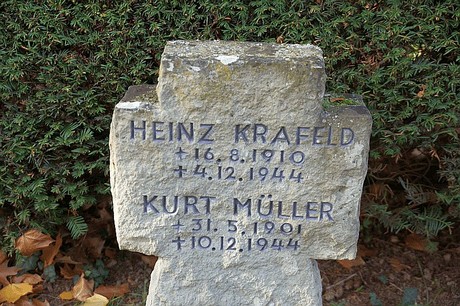 HEINZ KRAFELD
+16.8.1910
+4.12.1944
KURT MÜLLER
+31.5.1901
+10.12.1944